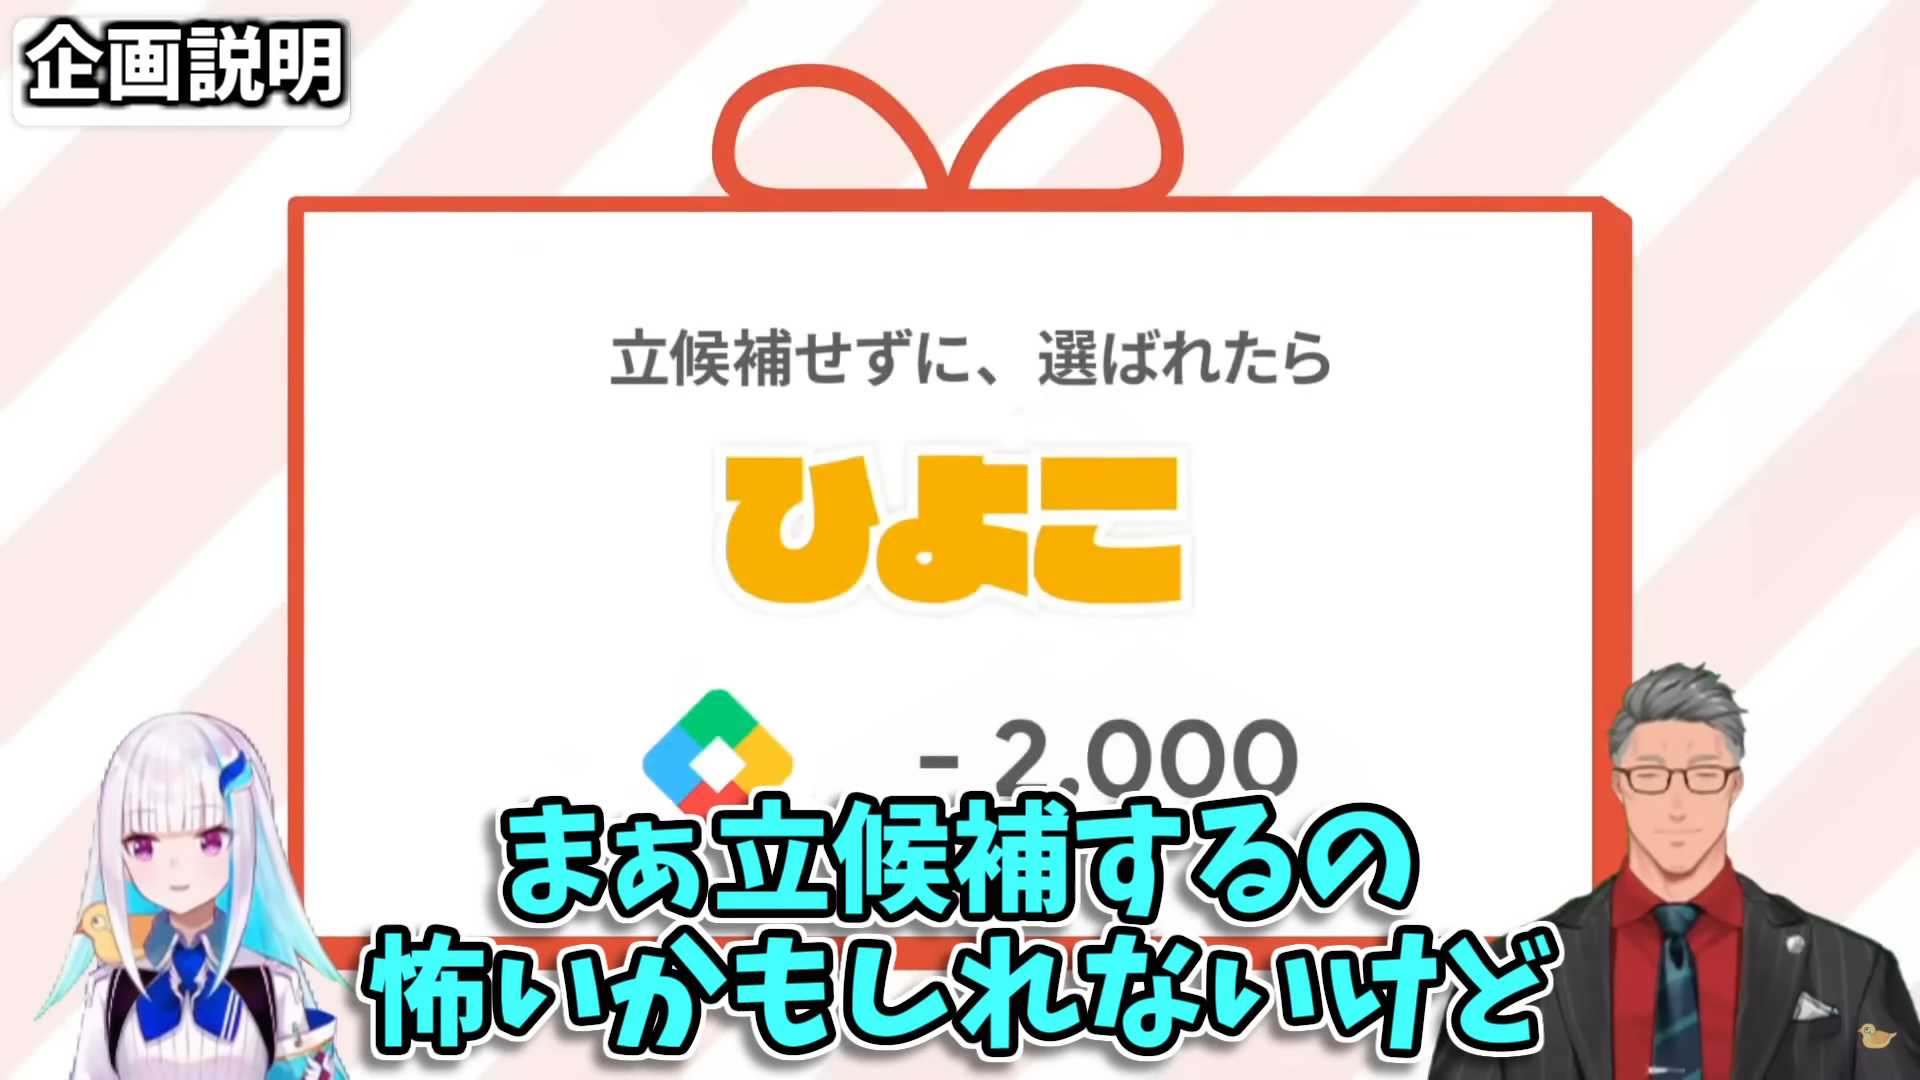 企画説明
立候補せずに、選ばれたら
ひよこ
- 2,000
まぁ立候補するの
怖いかもしれないけど